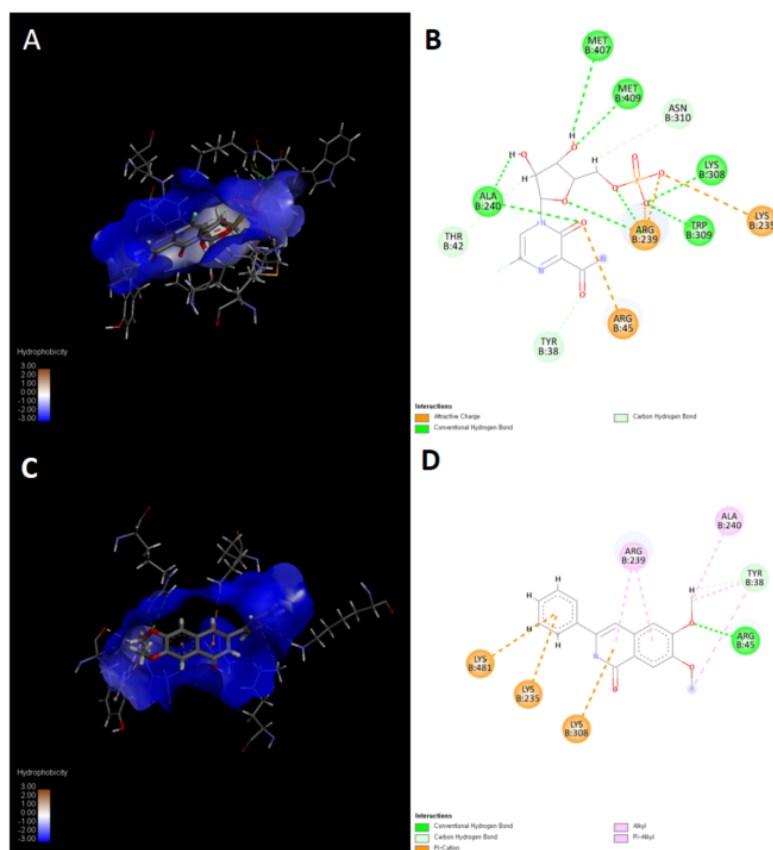 A
B
MET
B:407
MET
B:409
ASN
B:310
H
H
H
LYS
B:308
ALA
B:240
H
ARG
B:239
TRP
B:309
LYS
B:235
THR
B:42
N
N
ARG
B:45
TYR
B:38
Hydrophobicity
3.00
2.00
1.00
0.00
-1.00
-2.00
-3.00
Interactions
Attractive Charge
Conventional Hydrogen Bond
Carbon Hydrogen Bond
C
D
ALA
B:240
ARG
B:239
TYR
B:38
H
H
H
H
H
H
ARG
B:45
LYS
B:481
LYS
B:235
LYS
B:308
Hydrophobicity
3.00
2.00
1.00
0.00
-1.00
-2.00
-3.00
Interactions
Conventional Hydrogen Bond
Carbon Hydrogen Bond
Pi-Cation
Alkyl
Pi-Alkyl